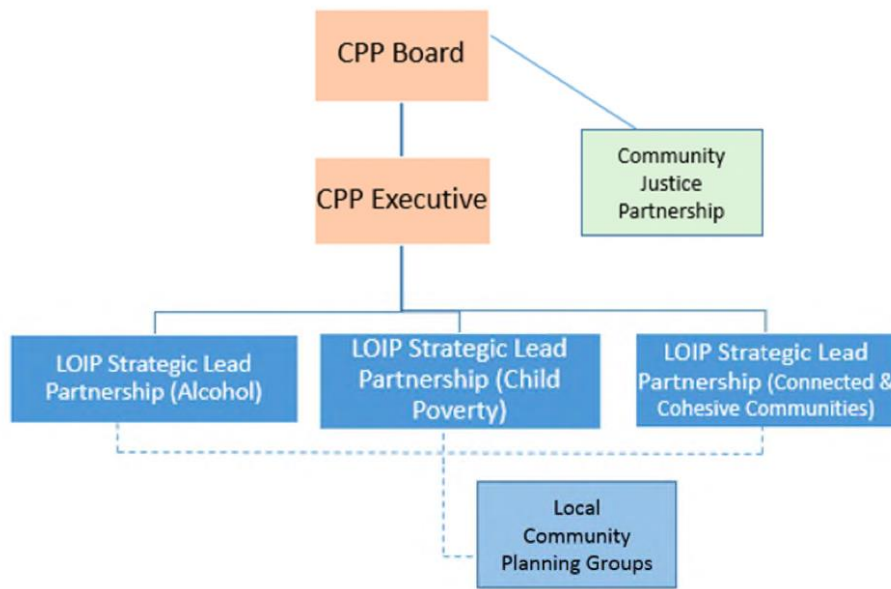 CPP Board
Community
Justice
Partnership
CPP Executive
LOIP Strategic Lead
Partnership (Alcohol)
LOIP Strategic Lead
Partnership (Child
Poverty)
LOIP Strategic Lead
Partnership (Connected &
Cohesive Communities)
Local
Community
Planning Groups